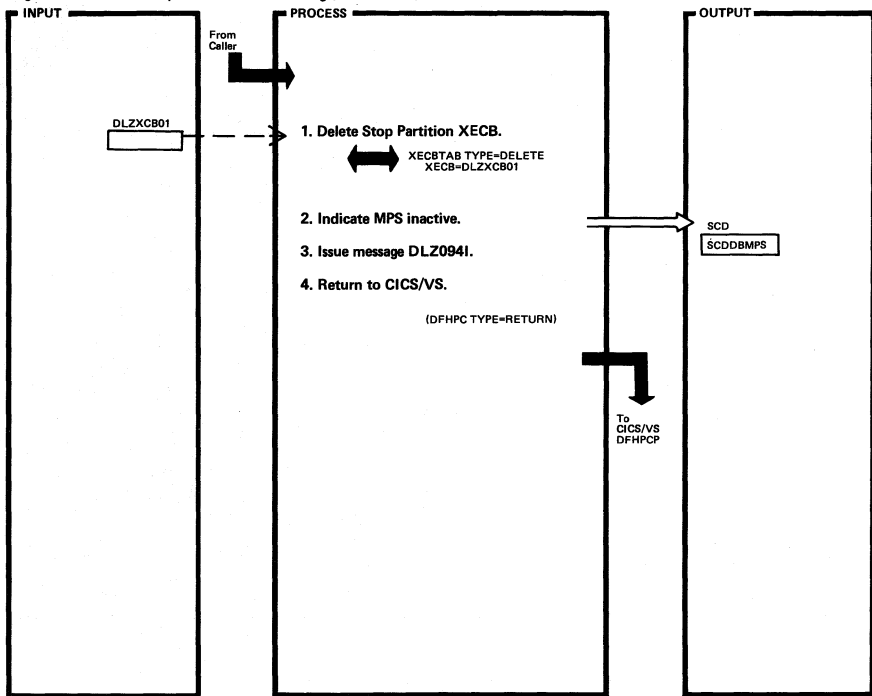 INPUT
PROCESS
OUTPUT
From
Caller
DLZXCB01
1. Delete Stop Partition XECB.
XECBTAB TYPE=DELETE
XECB=DLZXCB01
2. Indicate MPS inactive.
SCD
SCDDBMPS
3. Issue message DLZ094I.
4. Return to CICS/VS.
(DFHPC TYPE=RETURN)
To
CICS/VS
DFHPCP